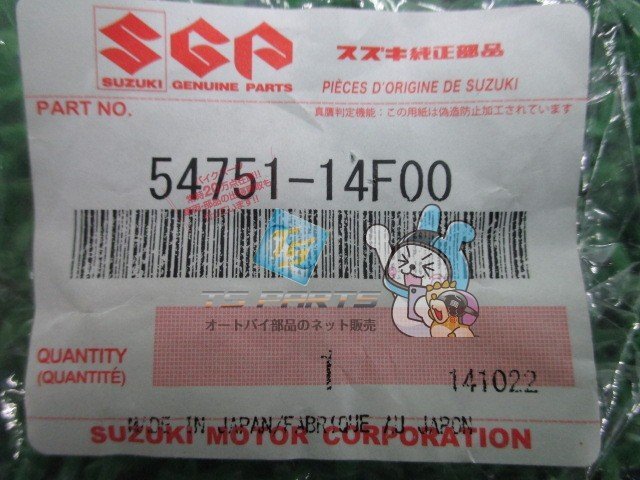 SUZUKI
SGP
GENUINE PARTS
スズキ純正部品
PIÈCES D'ORIGINE DE SUZUKI
PART NO.
真贋判定機能:この用紙は偽造防止加工されています
54751-14F00
TS PARTS
オートバイ部品のネット販売
QUANTITY
(QUANTITÉ)
1
141022
MADE IN JAPAN/FABRIQUE AU JAPON
SUZUKI MOTOR CORPORATION